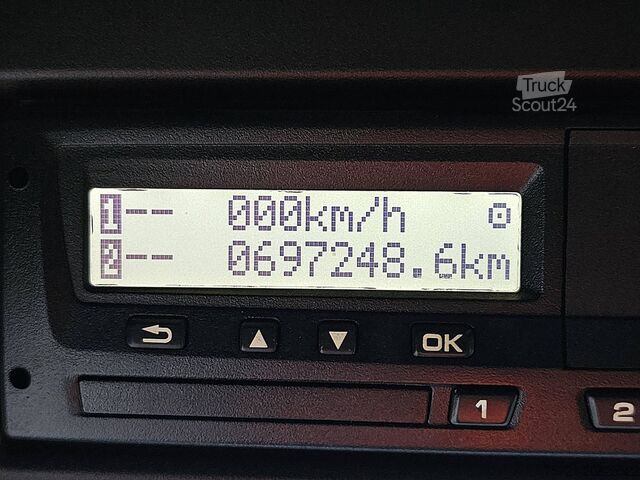 Truck
Scout24
1-- 000km/h
2-- 0697248.6km
OK
1
2